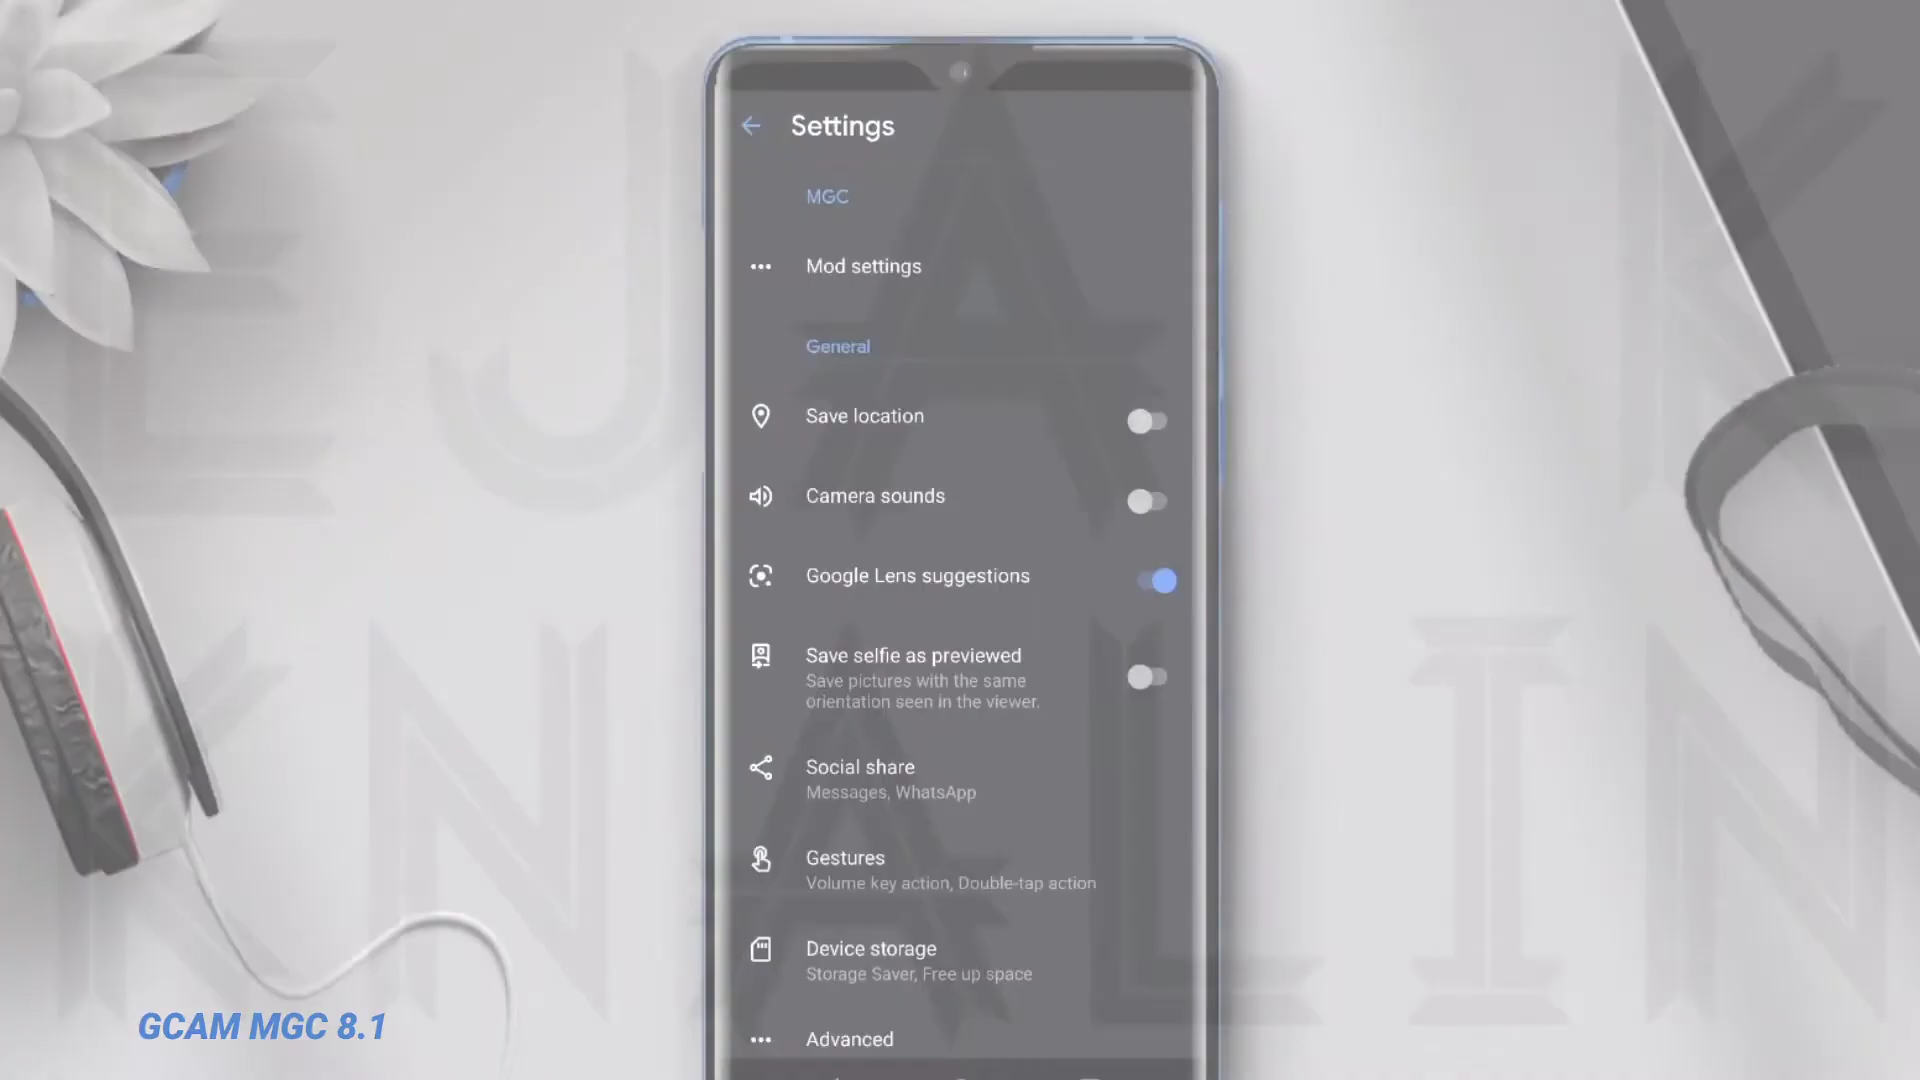 Settings
MGC
Mod settings
General
Save location
Camera sounds
Google Lens suggestions
Save selfie as previewed
Save pictures with the same
orientation seen in the viewer.
Social share
Messages, WhatsApp
Gestures
Volume key action, Double-tap action
Device storage
Storage Saver, Free up space
Advanced
GCAM MGC 8.1